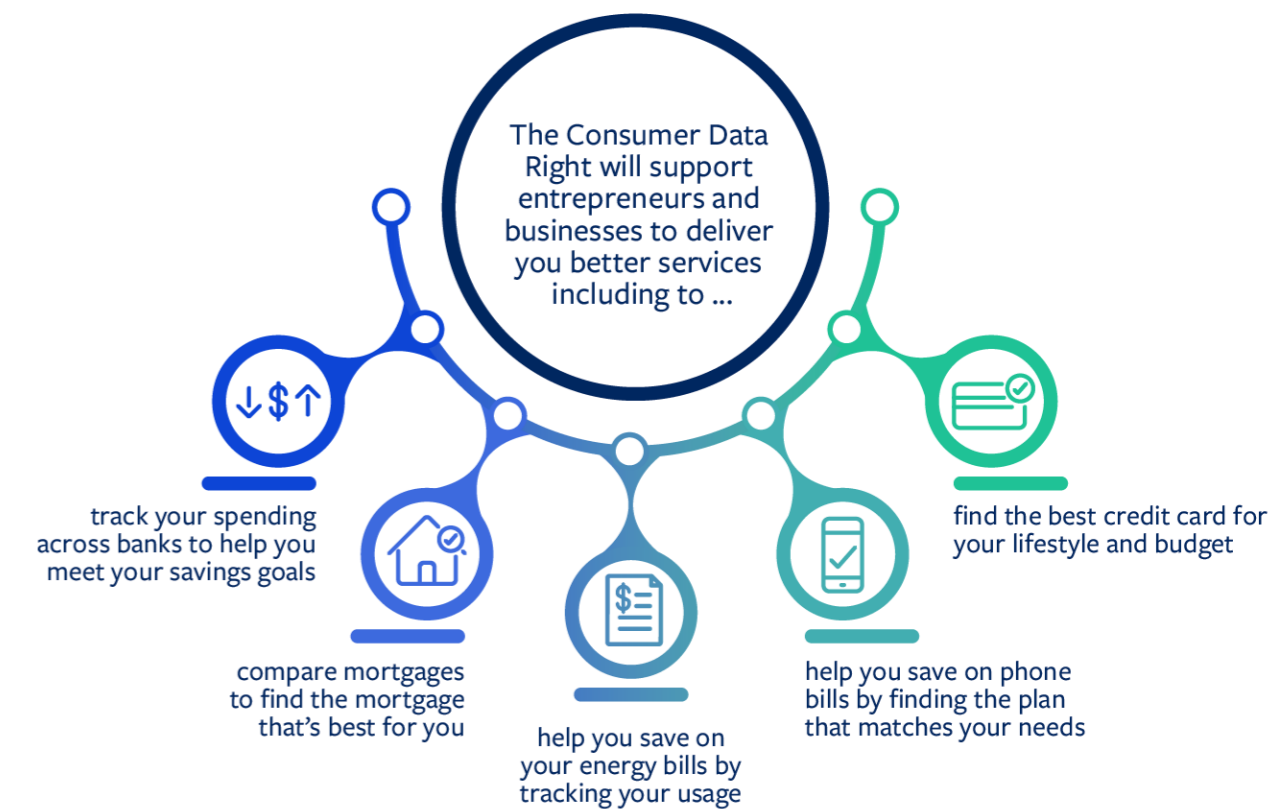 The Consumer Data
Right will support
entrepreneurs and
businesses to deliver
you better services
including to ...
↓$↑
track your spending
across banks to help you
meet your savings goals
compare mortgages
to find the mortgage
that's best for you
$
help you save on
your energy bills by
tracking your usage
help you save on phone
bills by finding the plan
that matches your needs
find the best credit card for
your lifestyle and budget